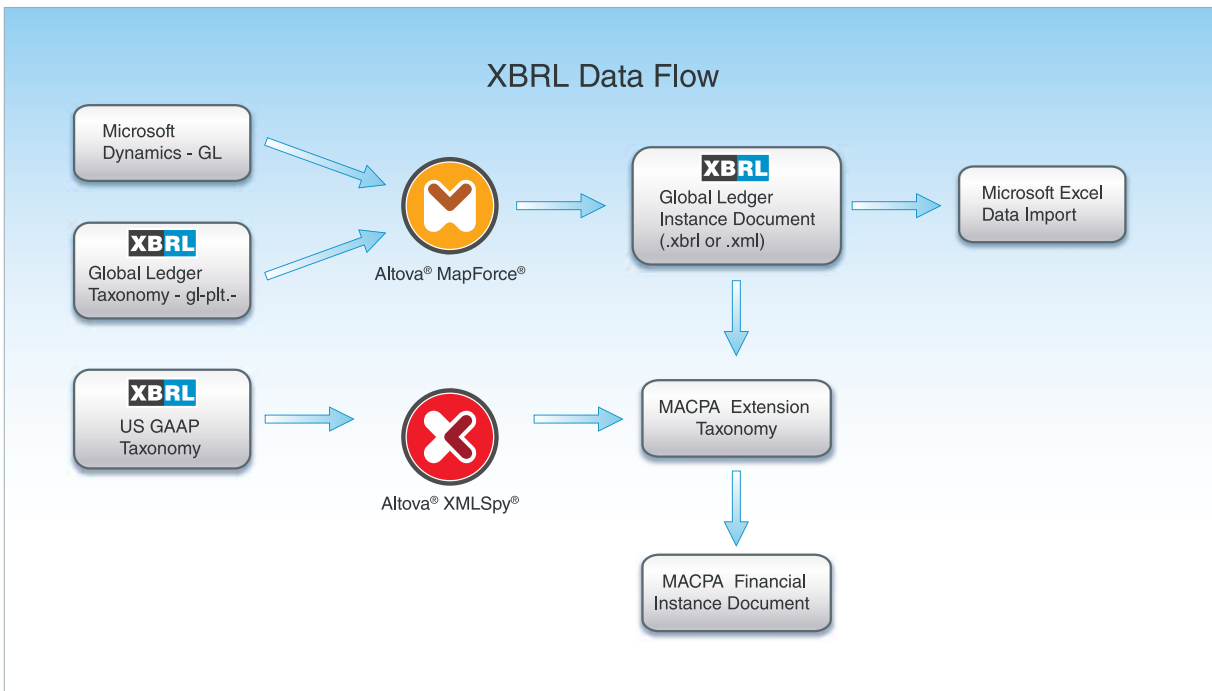 XBRL Data Flow
Microsoft
Dynamics - GL
XBRL
Global Ledger
Taxonomy - gl-plt.-
Altova® MapForce®
XBRL
Global Ledger
Instance Document
(.xbrl or .xml)
Microsoft Excel
Data Import
XBRL
US GAAP
Taxonomy
Altova® XMLSpy®
MACPA Extension
Taxonomy
MACPA Financial
Instance Document